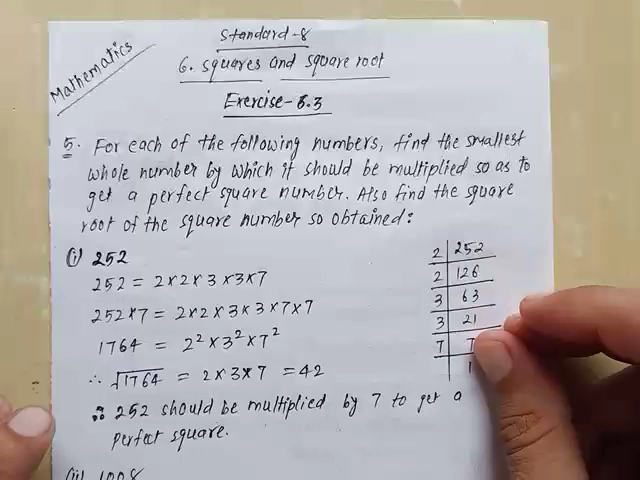 Mathematics
Standard-8
6. squares and square root
Exercise-6.3
5. For each of the following numbers, find the smallest
whole number by which it should be multiplied so as to
get a perfect square number. Also find the square
root of the square number so obtained:
(i) 252
252 = 2×2×3×3×7
252×7 = 2×2×3×3×7×7
1764 = 2²×3²×7²
∴ √1764 = 2×3×7 = 42
∴ 252 should be multiplied by 7 to get a
perfect square.
2 | 252
2 | 126
3 | 63
3 | 21
7 | 7
| 1
(ii) 1008